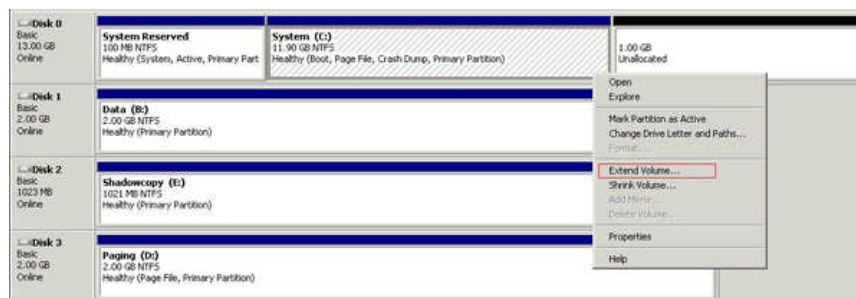 Disk 0
Basic
13.00 GB
Online
System Reserved
100 MB NTFS
Healthy (System, Active, Primary Part
System (C:)
11.90 GB NTFS
Healthy (Boot, Page File, Crash Dump, Primary Partition)
1.00 GB
Unallocated
Disk 1
Basic
2.00 GB
Online
Data (B:)
2.00 GB NTFS
Healthy (Primary Partition)
Disk 2
Basic
1023 MB
Online
Shadowcopy (E:)
1021 MB NTFS
Healthy (Primary Partition)
Disk 3
Basic
2.00 GB
Online
Paging (D:)
2.00 GB NTFS
Healthy (Page File, Primary Partition)
Open
Explore
Mark Partition as Active
Change Drive Letter and Paths...
Format...
Extend Volume...
Shrink Volume...
Add Mirror...
Delete Volume...
Properties
Help